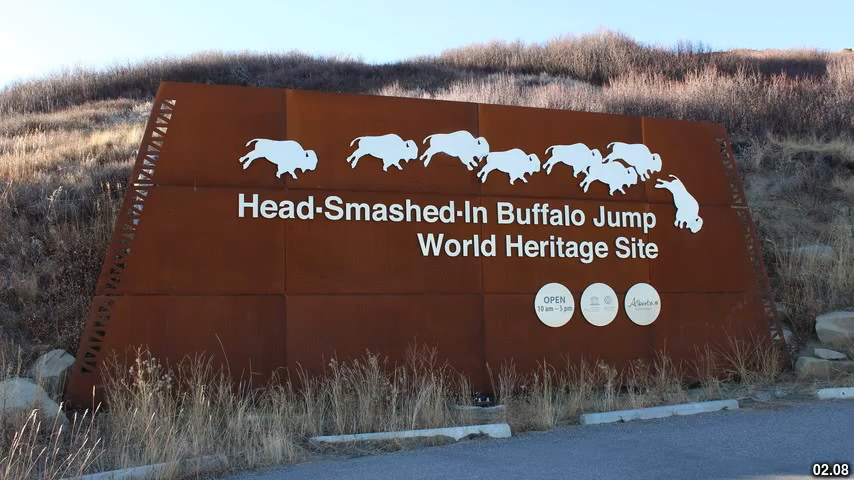 Head-Smashed-In Buffalo Jump
World Heritage Site
OPEN
10 am – 5 pm
Alberta
02.08